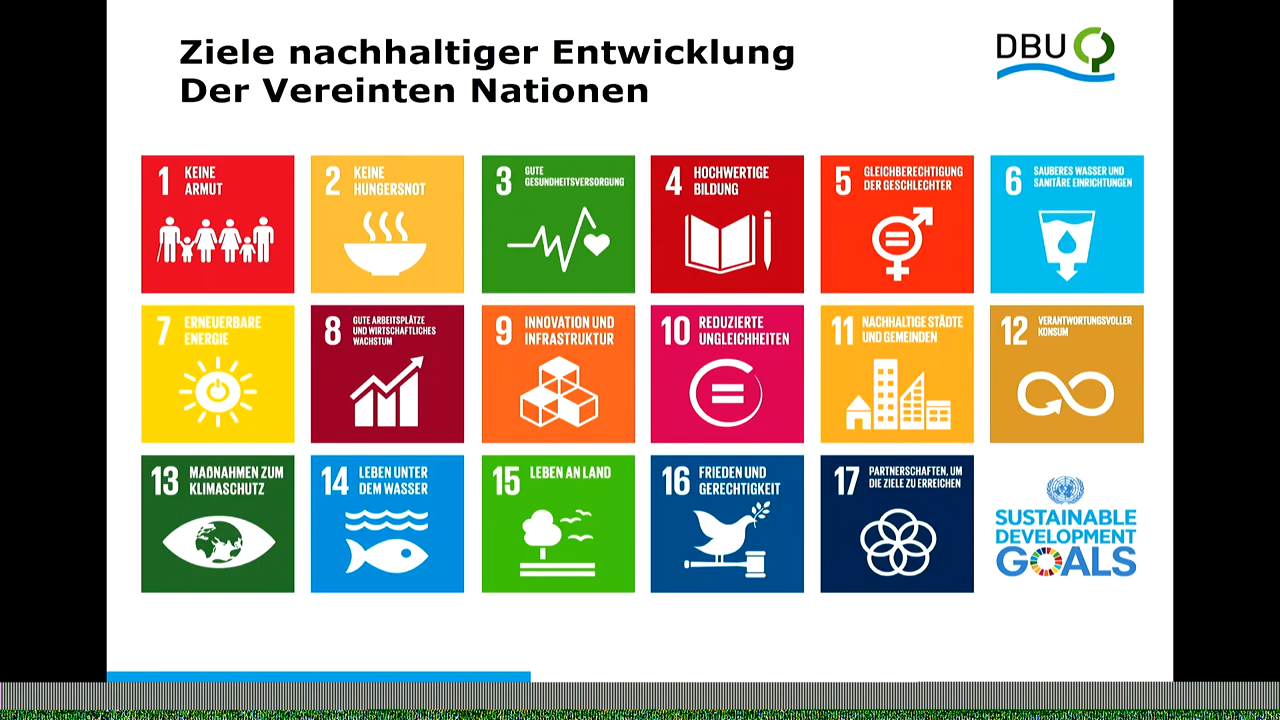 Ziele nachhaltiger Entwicklung
Der Vereinten Nationen
DBU
1 KEINE
ARMUT
2 KEINE
HUNGERSNOT
3 GUTE
GESUNDHEITSVERSORGUNG
4 HOCHWERTIGE
BILDUNG
5 GLEICHBERECHTIGUNG
DER GESCHLECHTER
6 SAUBERES WASSER UND
SANITÄRE EINRICHTUNGEN
7 ERNEUERBARE
ENERGIE
8 GUTE ARBEITSPLÄTZE
UND WIRTSCHAFTLICHES
WACHSTUM
9 INNOVATION UND
INFRASTRUKTUR
10 REDUZIERTE
UNGLEICHHEITEN
11 NACHHALTIGE STÄDTE
UND GEMEINDEN
12 VERANTWORTUNGSVOLLER
KONSUM
13 MAßNAHMEN ZUM
KLIMASCHUTZ
14 LEBEN UNTER
DEM WASSER
15 LEBEN AN LAND
16 FRIEDEN UND
GERECHTIGKEIT
17 PARTNERSCHAFTEN, UM
DIE ZIELE ZU ERREICHEN
SUSTAINABLE
DEVELOPMENT
GOALS